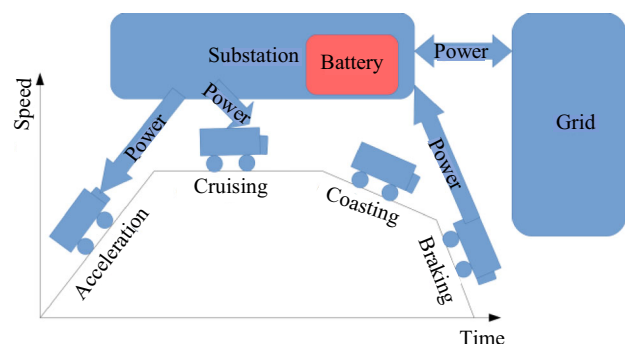 Substation
Battery
Power
Grid
Power
Power
Power
Speed
Cruising
Coasting
Acceleration
Braking
Time